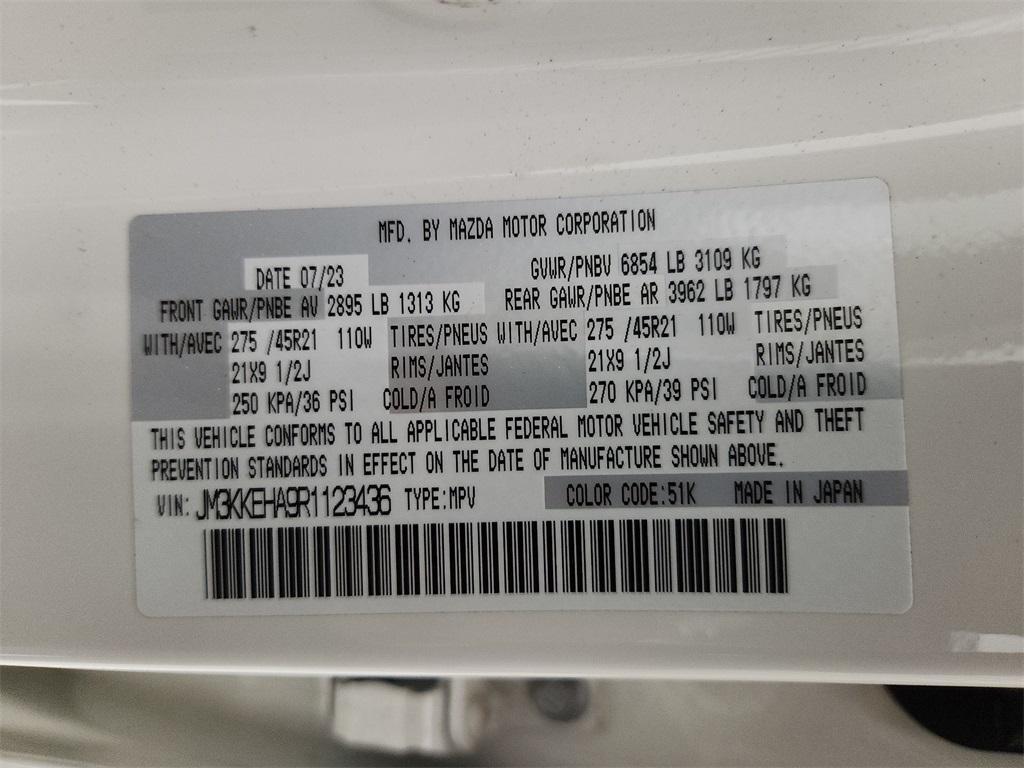 MFD. BY MAZDA MOTOR CORPORATION
DATE 07/23 GVWR/PNBV 6854 LB 3109 KG
FRONT GAWR/PNBE AV 2895 LB 1313 KG REAR GAWR/PNBE AR 3962 LB 1797 KG
WITH/AVEC 275 /45R21 110W TIRES/PNEUS WITH/AVEC 275 /45R21 110W TIRES/PNEUS
21X9 1/2J RIMS/JANTES 21X9 1/2J RIMS/JANTES
250 KPA/36 PSI COLD/A FROID 270 KPA/39 PSI COLD/A FROID
THIS VEHICLE CONFORMS TO ALL APPLICABLE FEDERAL MOTOR VEHICLE SAFETY AND THEFT
PREVENTION STANDARDS IN EFFECT ON THE DATE OF MANUFACTURE SHOWN ABOVE.
VIN: JM3KKEHA9R1123436 TYPE:MPV COLOR CODE:51K MADE IN JAPAN